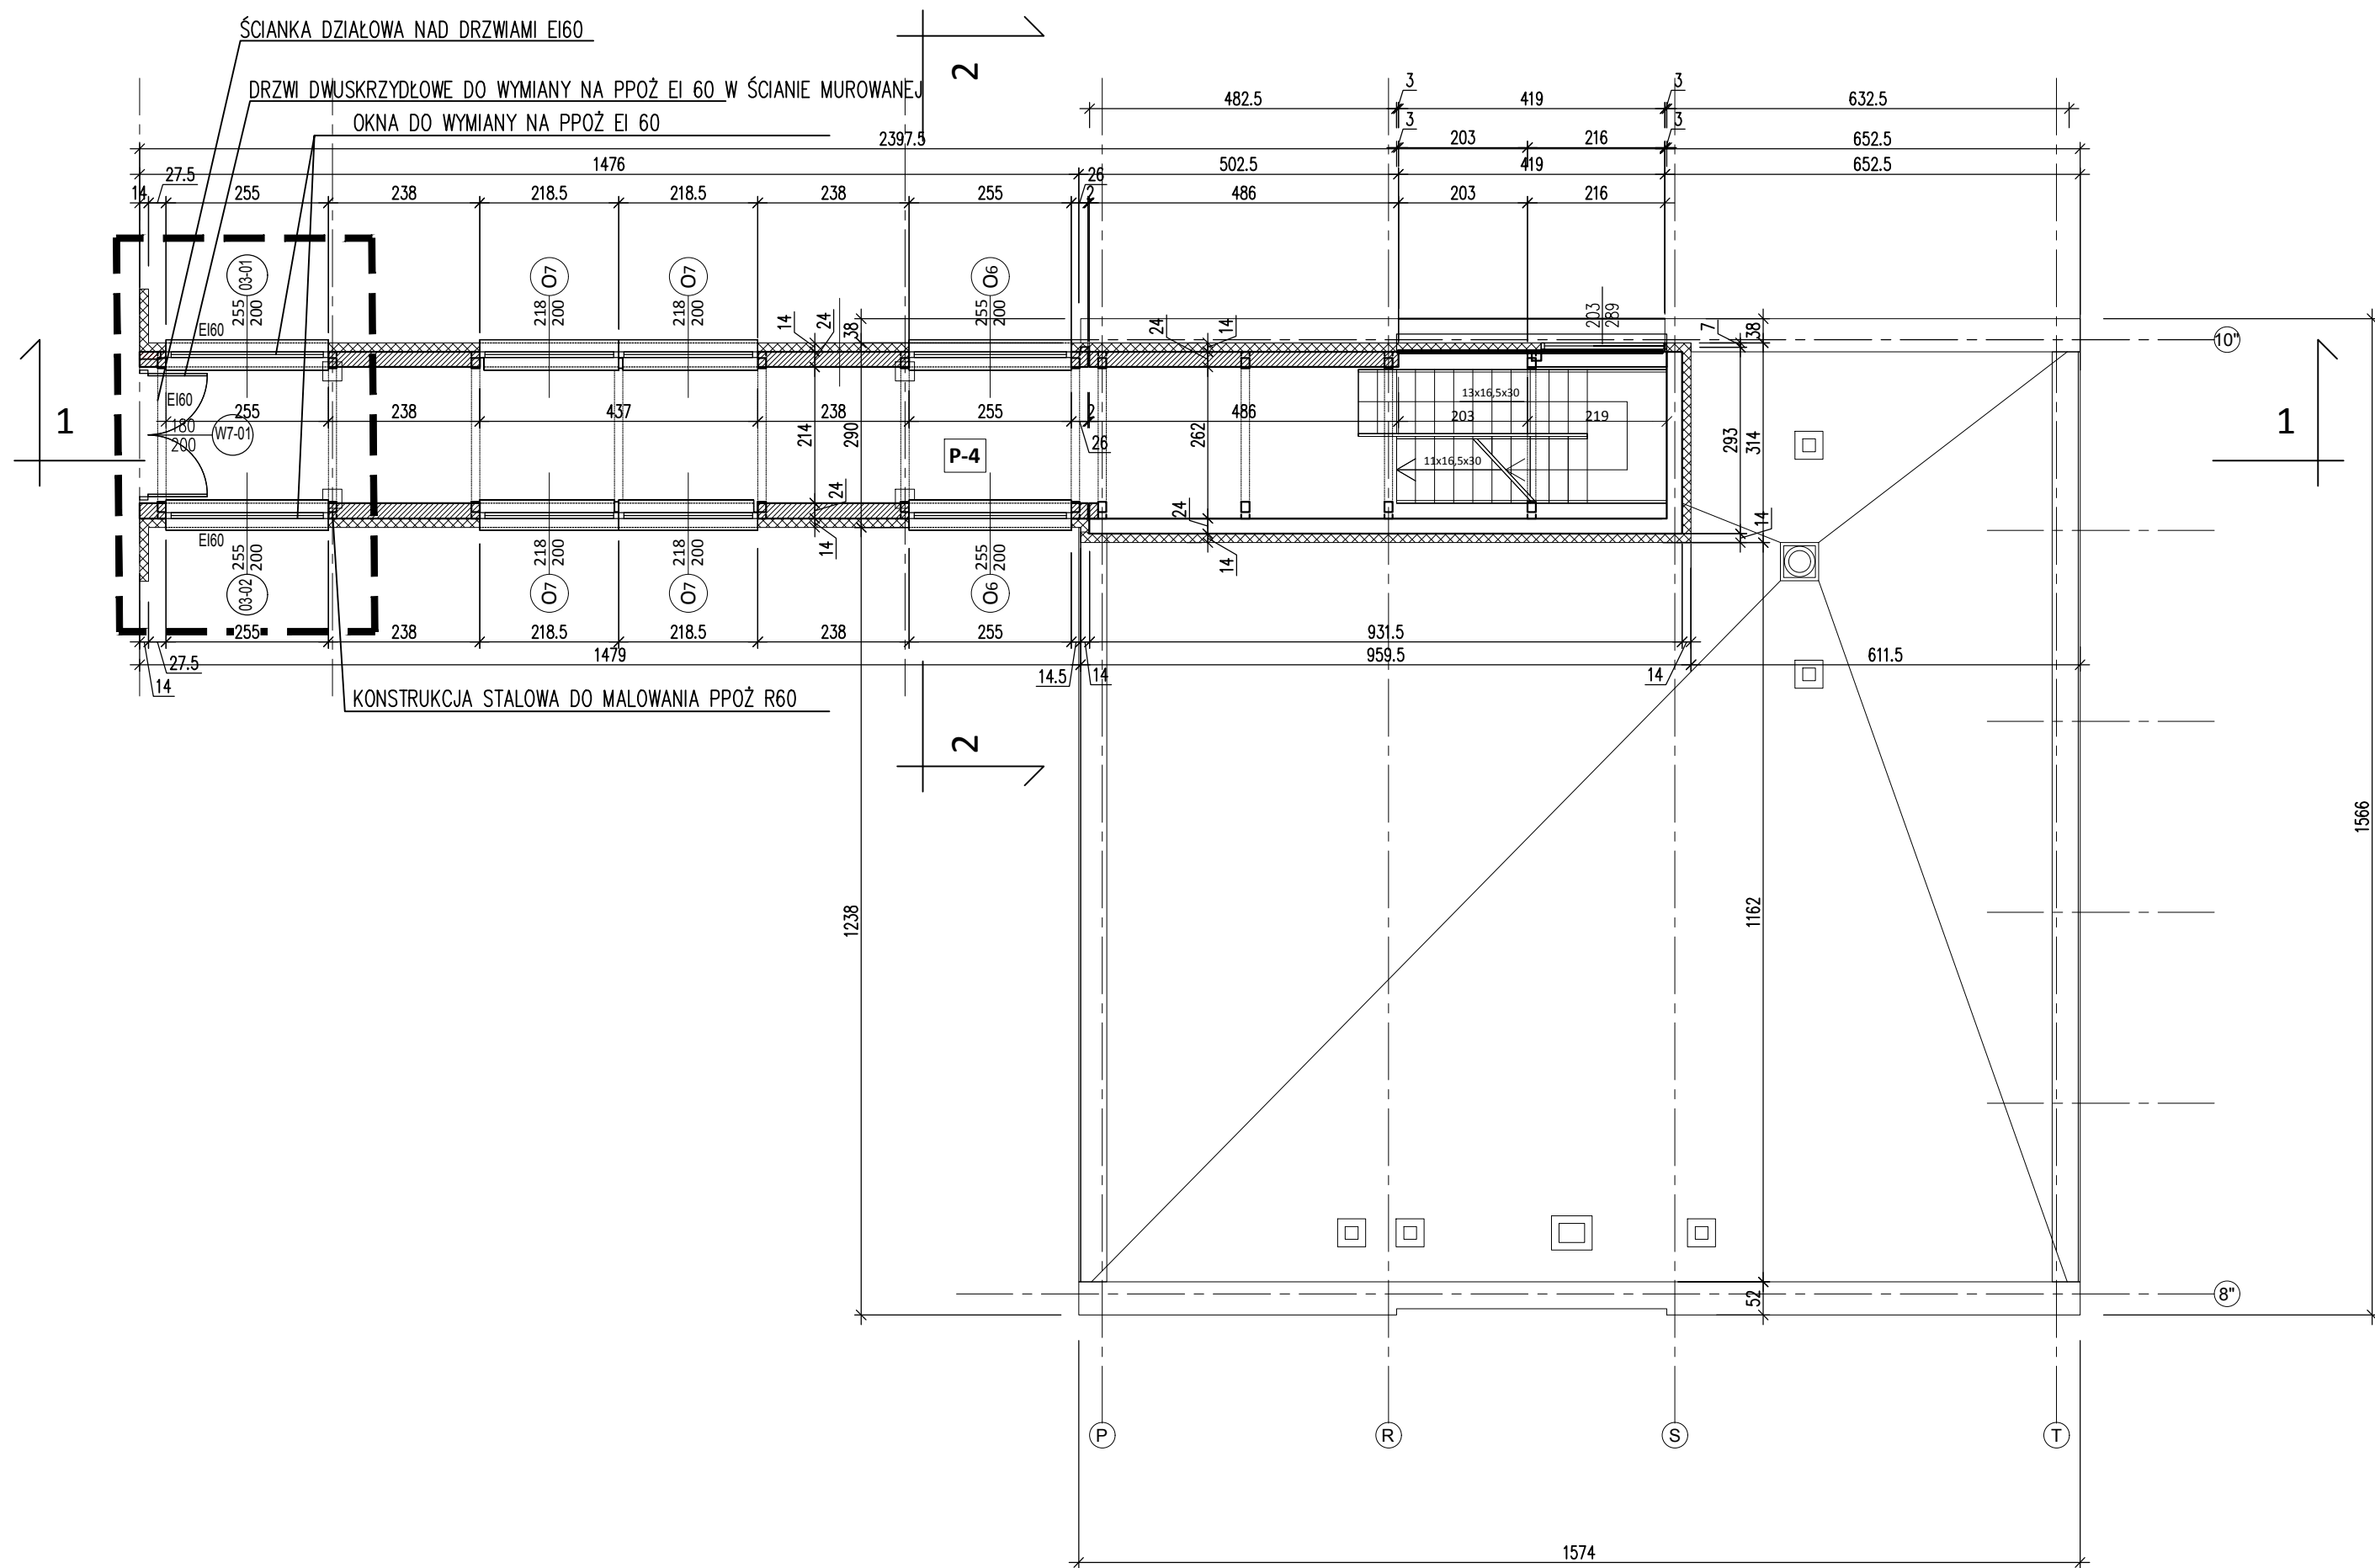 ŚCIANKA DZIAŁOWA NAD DRZWIAMI EI60
DRZWI DWUSKRZYDŁOWE DO WYMIANY NA PPOŻ EI 60 W ŚCIANIE MUROWANEJ
OKNA DO WYMIANY NA PPOŻ EI 60
2
482.5 3 419 3 632.5
2397.5 3 203 216 3 652.5
1476 502.5 419 652.5
14 27.5 255 238 218.5 218.5 238 255 26 2 486 203 216
03-01 O7 O7 O6
255 200 218 200 218 200 255 200
203 289
EI60 14 24 38 24 14 7 38
10"
1 1
EI60
255 238 437 238 255 2 486 203 219
13x16,5x30
180 200 W7-01
214 290 P-4 26 262 11x16,5x30 293 314
24 24 14
EI60 14 14
255 200 218 200 218 200 255 200
03-02 O7 O7 O6
255 238 218.5 218.5 238 255 931.5
27.5 1479 959.5 611.5
14 14.5 14 14
KONSTRUKCJA STALOWA DO MALOWANIA PPOŻ R60
2
1566
1238 1162
52 8"
P R S T
1574